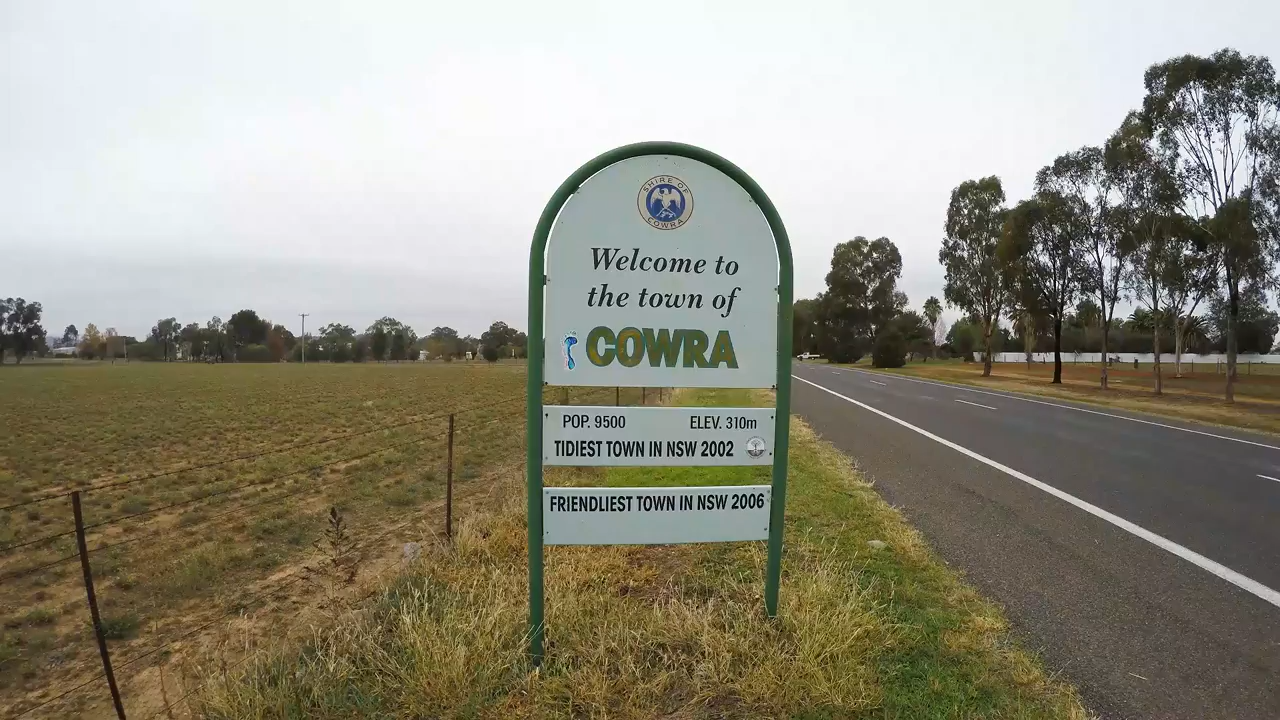 SHIRE OF
COWRA
Welcome to
the town of
COWRA
POP. 9500 ELEV. 310m
TIDIEST TOWN IN NSW 2002
FRIENDLIEST TOWN IN NSW 2006